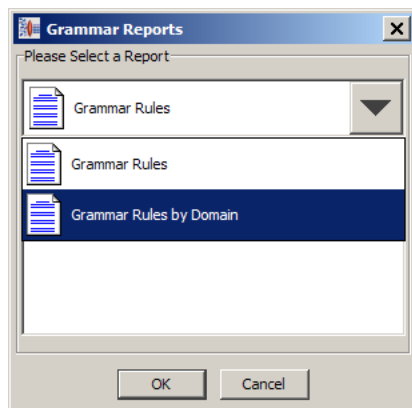 Grammar Reports
Please Select a Report
Grammar Rules
Grammar Rules
Grammar Rules by Domain
OK Cancel